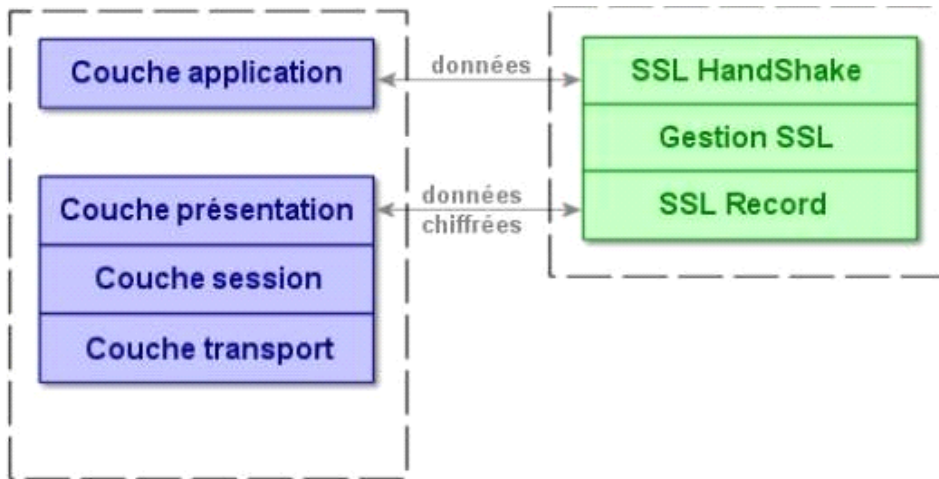 Couche application
données
SSL HandShake
Gestion SSL
Couche présentation
données
chiffrées
SSL Record
Couche session
Couche transport